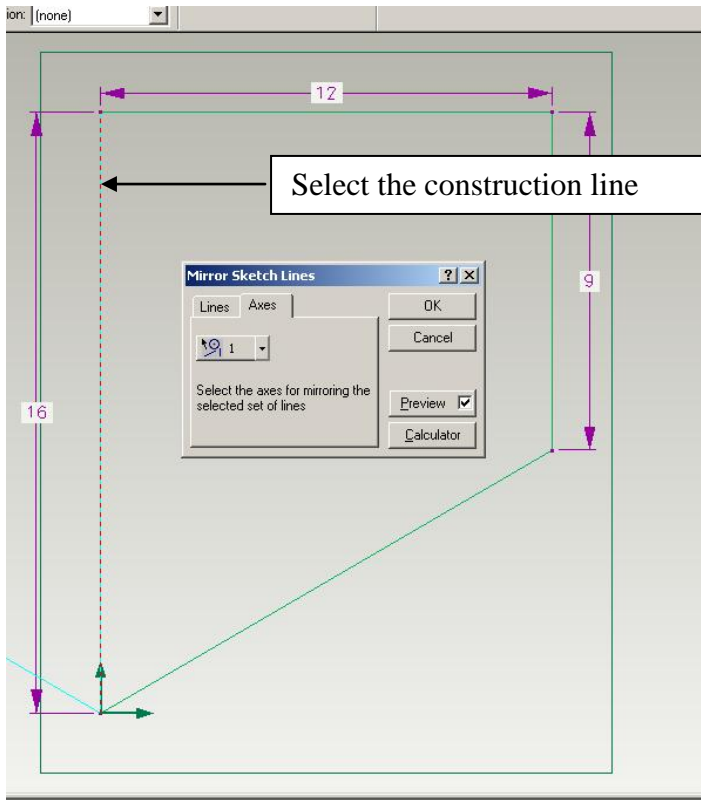 ion: (none)
12
Select the construction line
Mirror Sketch Lines
? X
Lines Axes OK
9
1
Cancel
Select the axes for mirroring the
selected set of lines
Preview
16
Calculator